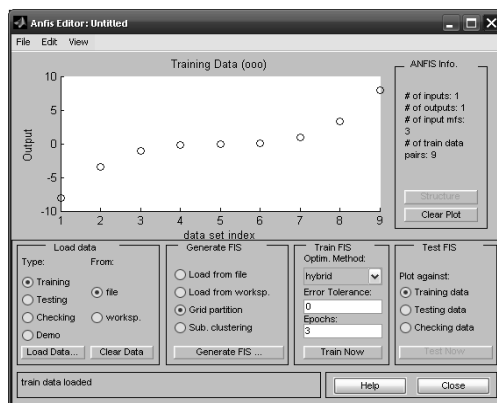 Anfis Editor: Untitled
File Edit View
Training Data (ooo)
10
5
0
-5
-10
Output
1 2 3 4 5 6 7 8 9
data set index
ANFIS Info.
# of inputs: 1
# of outputs: 1
# of input mfs:
3
# of train data
pairs: 9
Structure
Clear Plot
Load data
Type: From:
Training
Testing
Checking
Demo
file
worksp.
Load Data... Clear Data
Generate FIS
Load from file
Load from worksp.
Grid partition
Sub. clustering
Generate FIS ...
Train FIS
Optim. Method:
hybrid
Error Tolerance:
0
Epochs:
3
Train Now
Test FIS
Plot against:
Training data
Testing data
Checking data
Test Now
train data loaded
Help Close